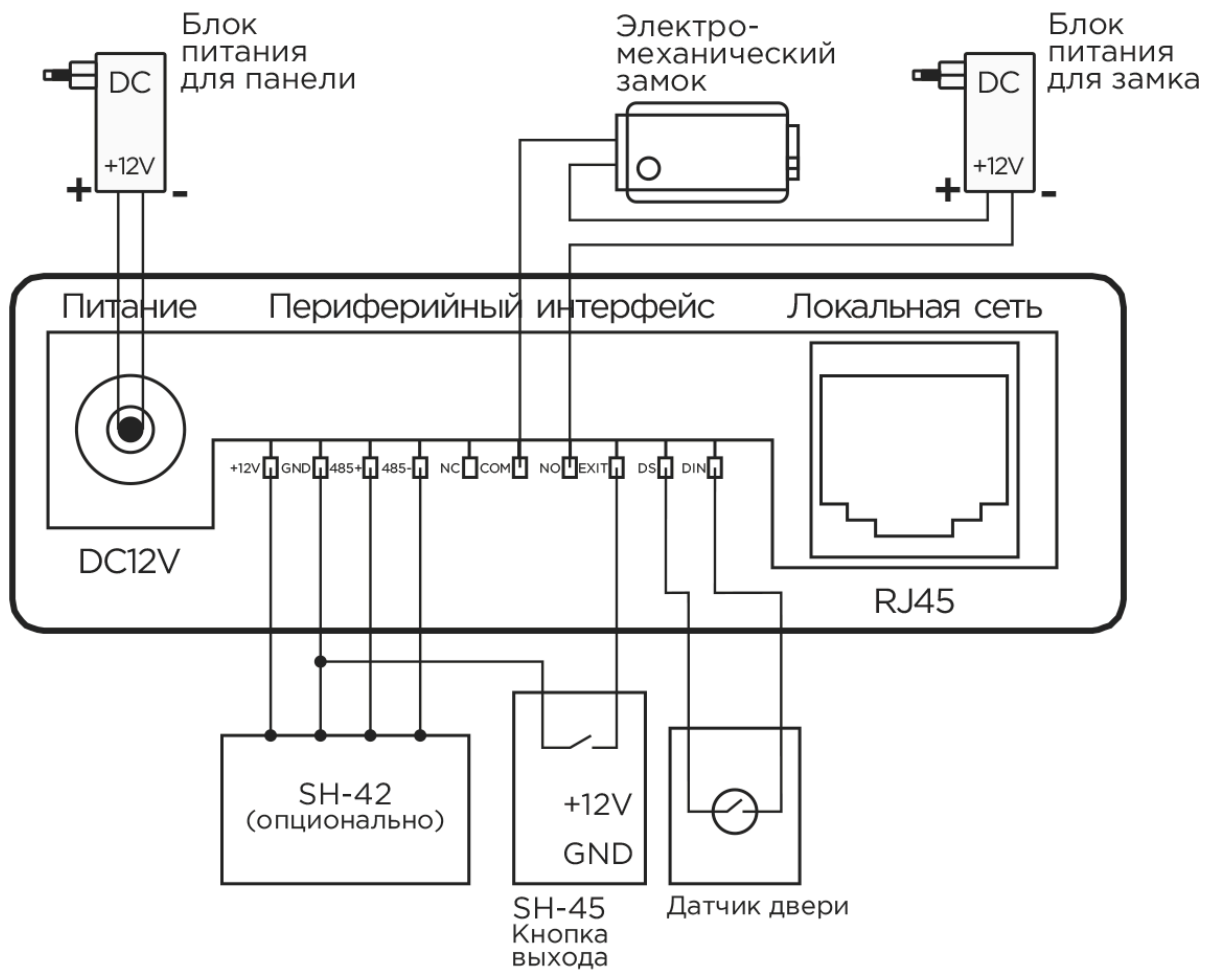 Блок
питания
для панели
DC
+12V
+
-
Электро-
механический
замок
Блок
питания
для замка
DC
+12V
+
-
Питание
Периферийный интерфейс
Локальная сеть
+12V GND 485+ 485- NC COM NO EXIT DS DIN
DC12V
RJ45
SH-42
(опционально)
+12V
GND
SH-45
Кнопка
выхода
Датчик двери